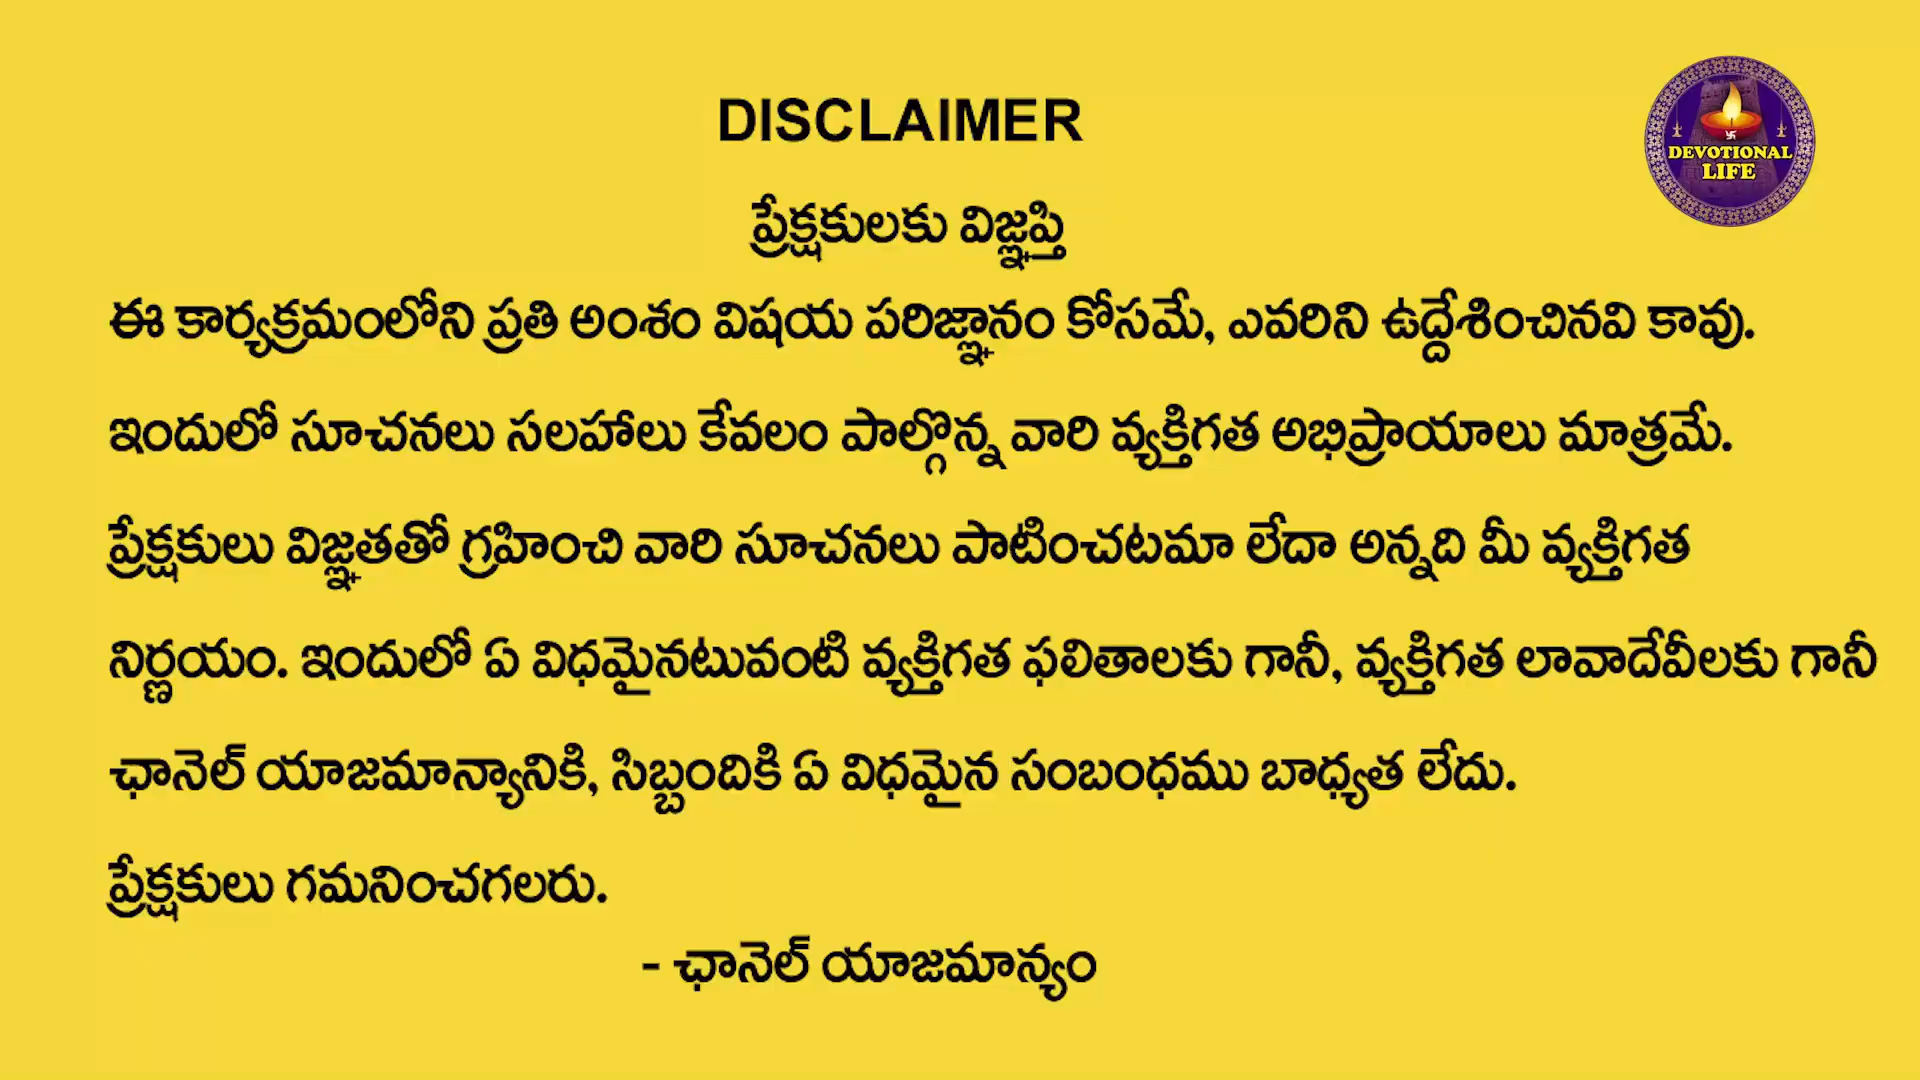 DISCLAIMER
DEVOTIONAL
LIFE
ప్రేక్షకులకు విజ్ఞప్తి
ఈ కార్యక్రమంలోని ప్రతి అంశం విషయ పరిజ్ఞానం కోసమే, ఎవరిని ఉద్దేశించినవి కావు.
ఇందులో సూచనలు సలహాలు కేవలం పాల్గొన్న వారి వ్యక్తిగత అభిప్రాయాలు మాత్రమే.
ప్రేక్షకులు విజ్ఞతతో గ్రహించి వారి సూచనలు పాటించటమా లేదా అన్నది మీ వ్యక్తిగత
నిర్ణయం. ఇందులో ఏ విధమైనటువంటి వ్యక్తిగత ఫలితాలకు గానీ, వ్యక్తిగత లావాదేవీలకు గానీ
ఛానెల్ యాజమాన్యానికి, సిబ్బందికి ఏ విధమైన సంబంధము బాధ్యత లేదు.
ప్రేక్షకులు గమనించగలరు.
- ఛానెల్ యాజమాన్యం